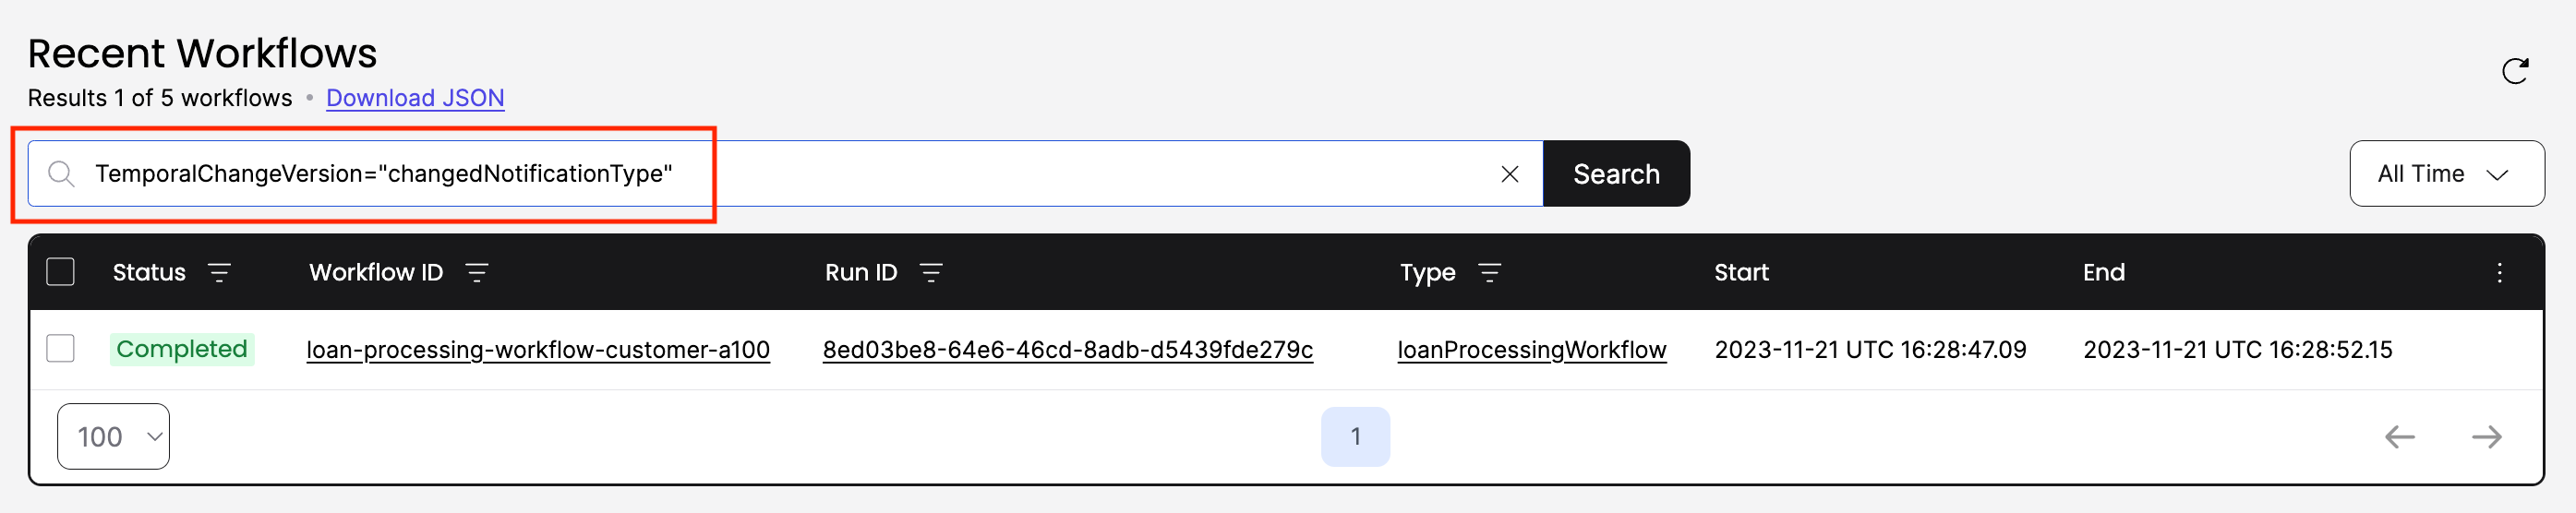 Recent Workflows
Results 1 of 5 workflows • Download JSON
TemporalChangeVersion="changedNotificationType" Search All Time
Status Workflow ID Run ID Type Start End
Completed loan-processing-workflow-customer-a100 8ed03be8-64e6-46cd-8adb-d5439fde279c loanProcessingWorkflow 2023-11-21 UTC 16:28:47.09 2023-11-21 UTC 16:28:52.15
100 1